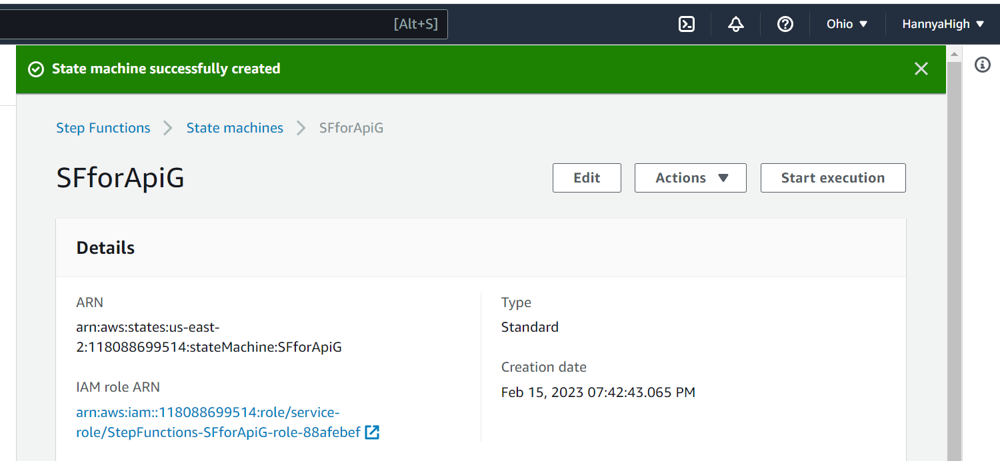 [Alt+S]
Ohio
HannyaHigh
State machine successfully created
Step Functions
State machines
SFforApiG
SFforApiG
Edit
Actions
Start execution
Details
ARN
arn:aws:states:us-east-
2:118088699514:stateMachine:SFforApiG
IAM role ARN
arn:aws:iam::118088699514:role/service-
role/StepFunctions-SFforApiG-role-88afebef
Type
Standard
Creation date
Feb 15, 2023 07:42:43.065 PM